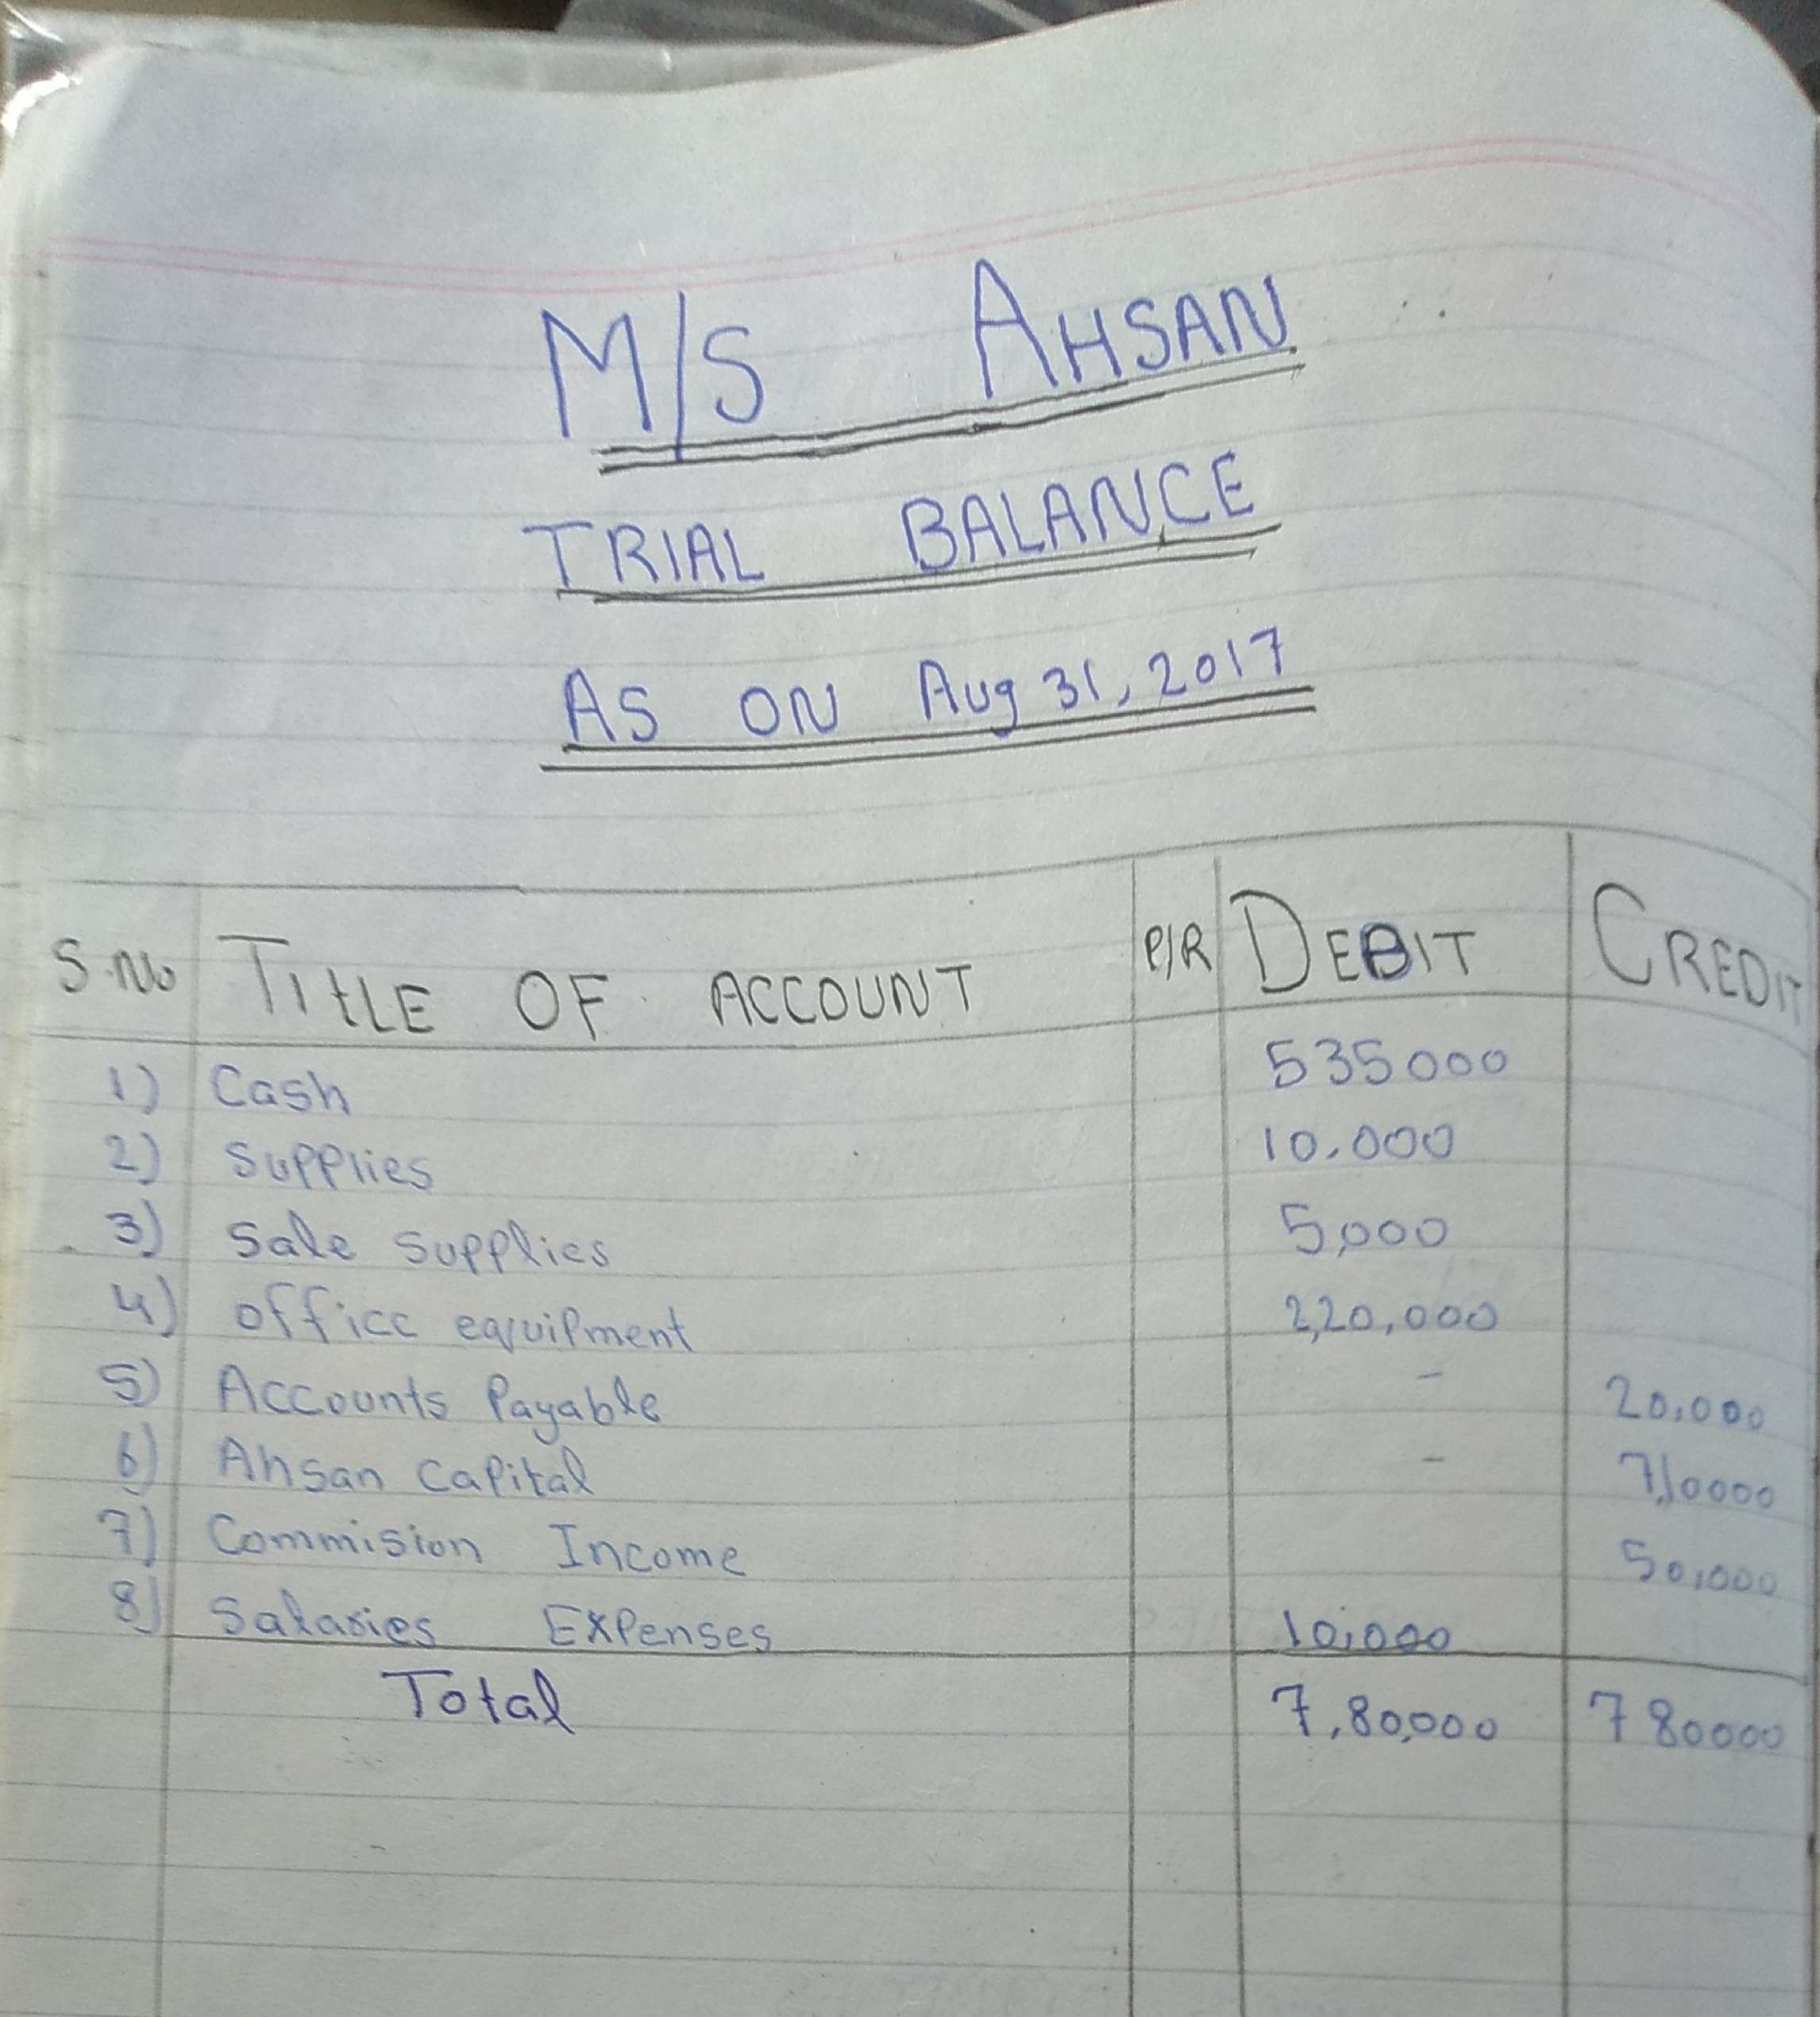 M/S AHSAN
TRIAL BALANCE
AS ON Aug 31, 2017
S.No TITLE OF ACCOUNT P/R DEBIT CREDIT
1) Cash 535000
2) Supplies 10,000
3) Sale Supplies 5,000
4) office equipment 2,20,000
5) Accounts Payable - 20,000
6) Ahsan Capital - 7,10000
7) Commision Income 50,000
8) Salaries Expenses 10,000
Total 7,80,000 780000